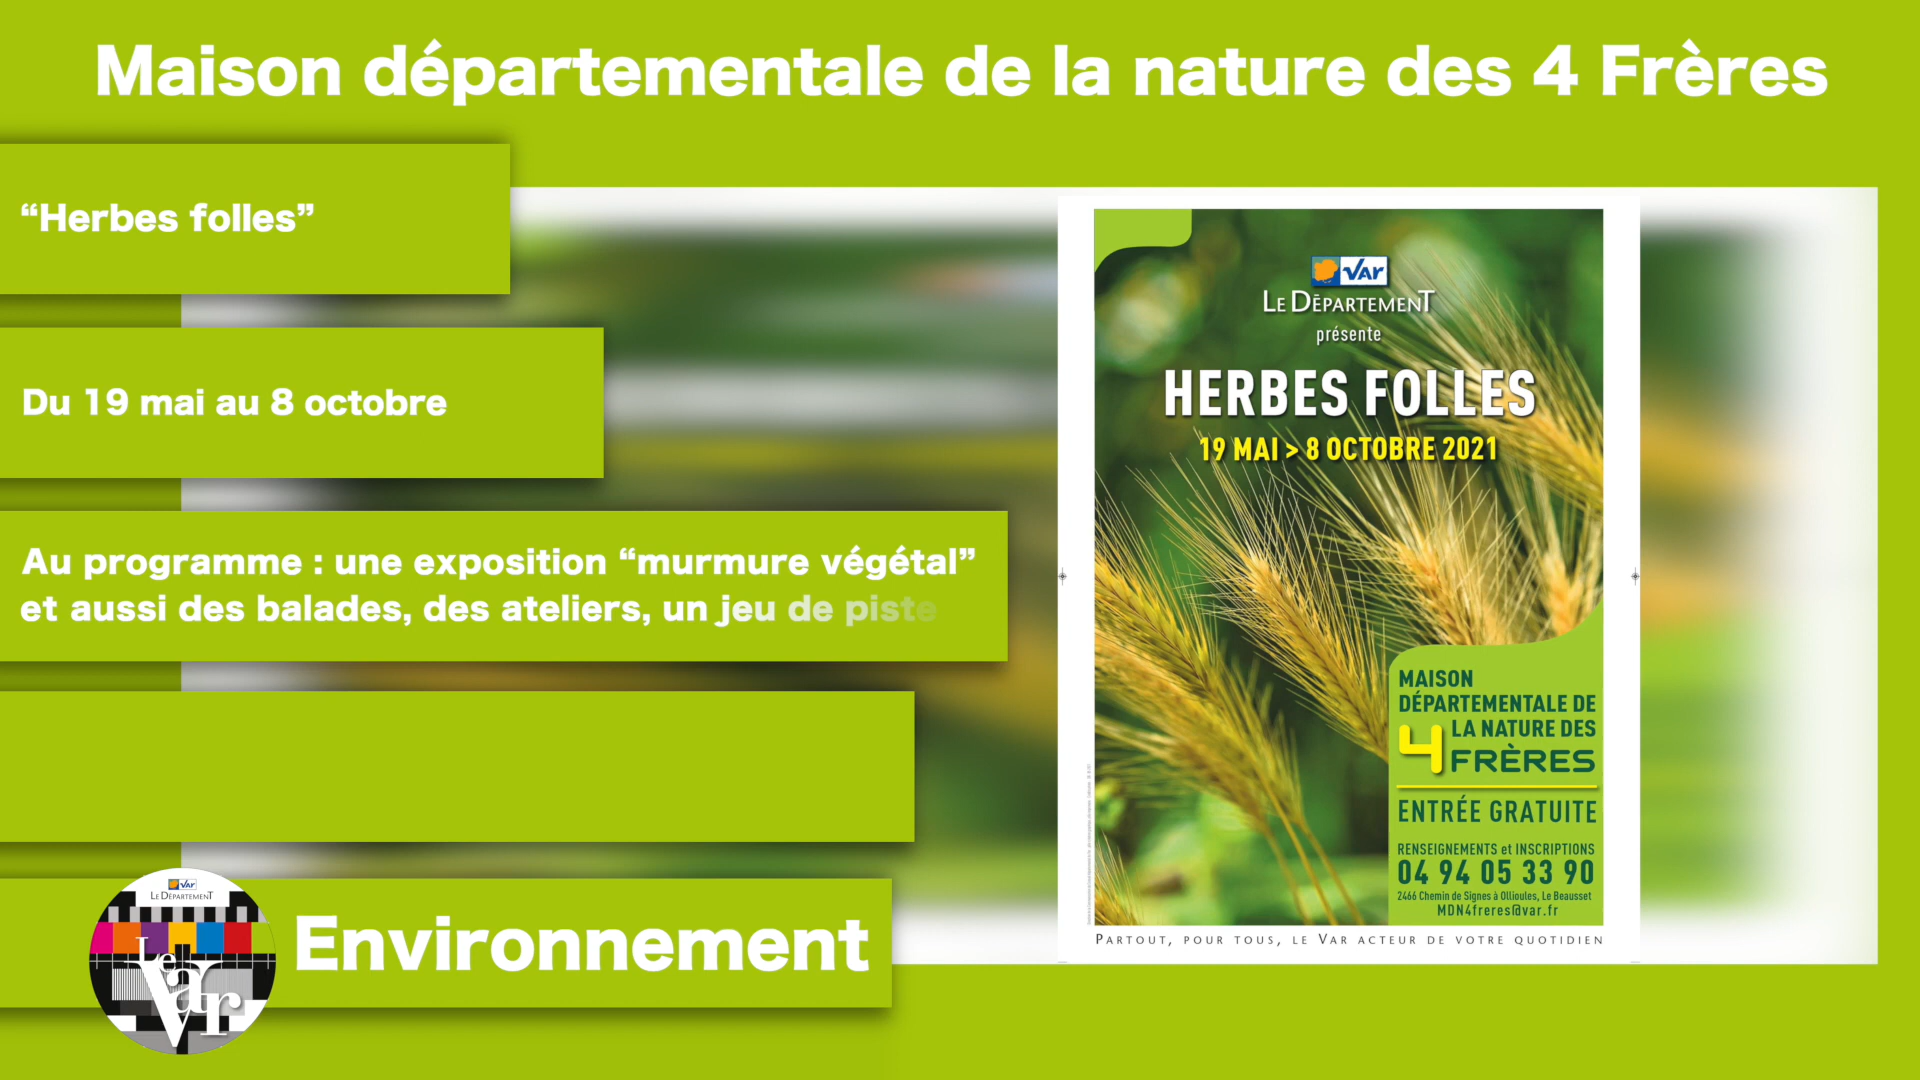 Maison départementale de la nature des 4 Frères
“Herbes folles”
Du 19 mai au 8 octobre
Au programme : une exposition “murmure végétal”
et aussi des balades, des ateliers, un jeu de piste
VAR
LE DÉPARTEMENT
présente
HERBES FOLLES
19 MAI > 8 OCTOBRE 2021
MAISON
DÉPARTEMENTALE DE
LA NATURE DES
4 FRÈRES
ENTRÉE GRATUITE
RENSEIGNEMENTS et INSCRIPTIONS
04 94 05 33 90
2466 Chemin de Signes à Ollioules, Le Beausset
MDN4freres@var.fr
PARTOUT, POUR TOUS, LE VAR ACTEUR DE VOTRE QUOTIDIEN
VAR
LE DÉPARTEMENT
Le
Var
Environnement